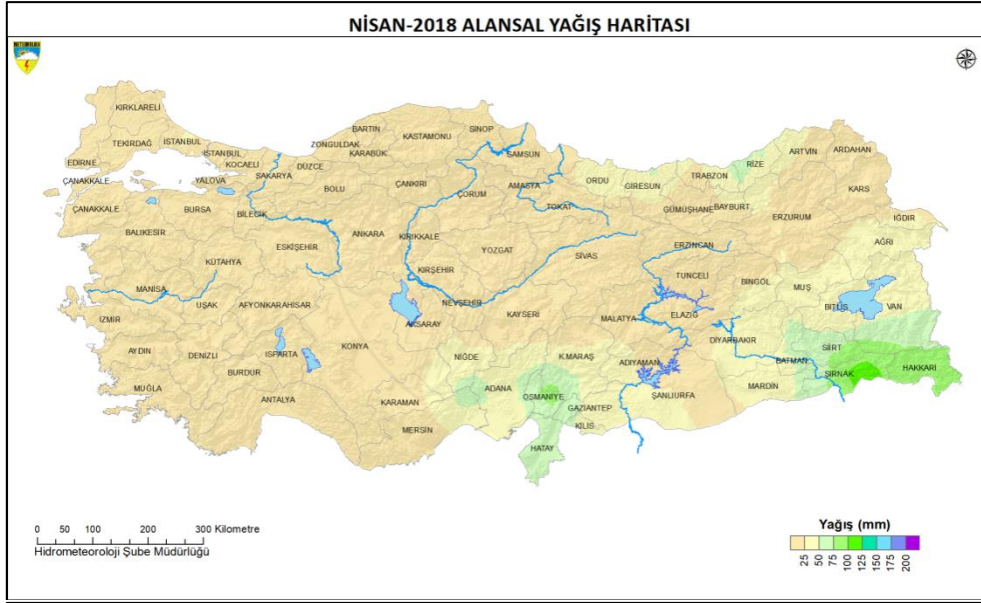 NİSAN-2018 ALANSAL YAĞIŞ HARİTASI
METEOROLOJİ
KIRKLARELİ
TEKİRDAĞ
İSTANBUL
EDİRNE
ÇANAKKALE
İSTANBUL
KOCAELİ
YALOVA
SAKARYA
DÜZCE
ZONGULDAK
BARTIN
KARABÜK
KASTAMONU
SİNOP
SAMSUN
BOLU
ÇANKIRI
ÇORUM
AMASYA
TOKAT
ORDU
GİRESUN
TRABZON
RİZE
ARTVİN
ARDAHAN
KARS
GÜMÜŞHANE
BAYBURT
ERZURUM
IĞDIR
AĞRI
ÇANAKKALE
BURSA
BİLECİK
BALIKESİR
ESKİŞEHİR
ANKARA
KIRIKKALE
YOZGAT
SİVAS
ERZİNCAN
TUNCELİ
BİNGÖL
MUŞ
BİTLİS
VAN
KÜTAHYA
MANİSA
UŞAK
AFYONKARAHİSAR
KIRŞEHİR
NEVŞEHİR
KAYSERİ
MALATYA
ELAZIĞ
DİYARBAKIR
İZMİR
AKSARAY
AYDIN
DENİZLİ
ISPARTA
KONYA
NİĞDE
K.MARAŞ
ADIYAMAN
BATMAN
SİİRT
ŞIRNAK
HAKKARİ
BURDUR
MUĞLA
ANTALYA
KARAMAN
MERSİN
ADANA
OSMANİYE
GAZİANTEP
KİLİS
HATAY
ŞANLIURFA
MARDİN
0 50 100 200 300 Kilometre
Hidrometeoroloji Şube Müdürlüğü
Yağış (mm)
25 50 75 100 125 150 175 200